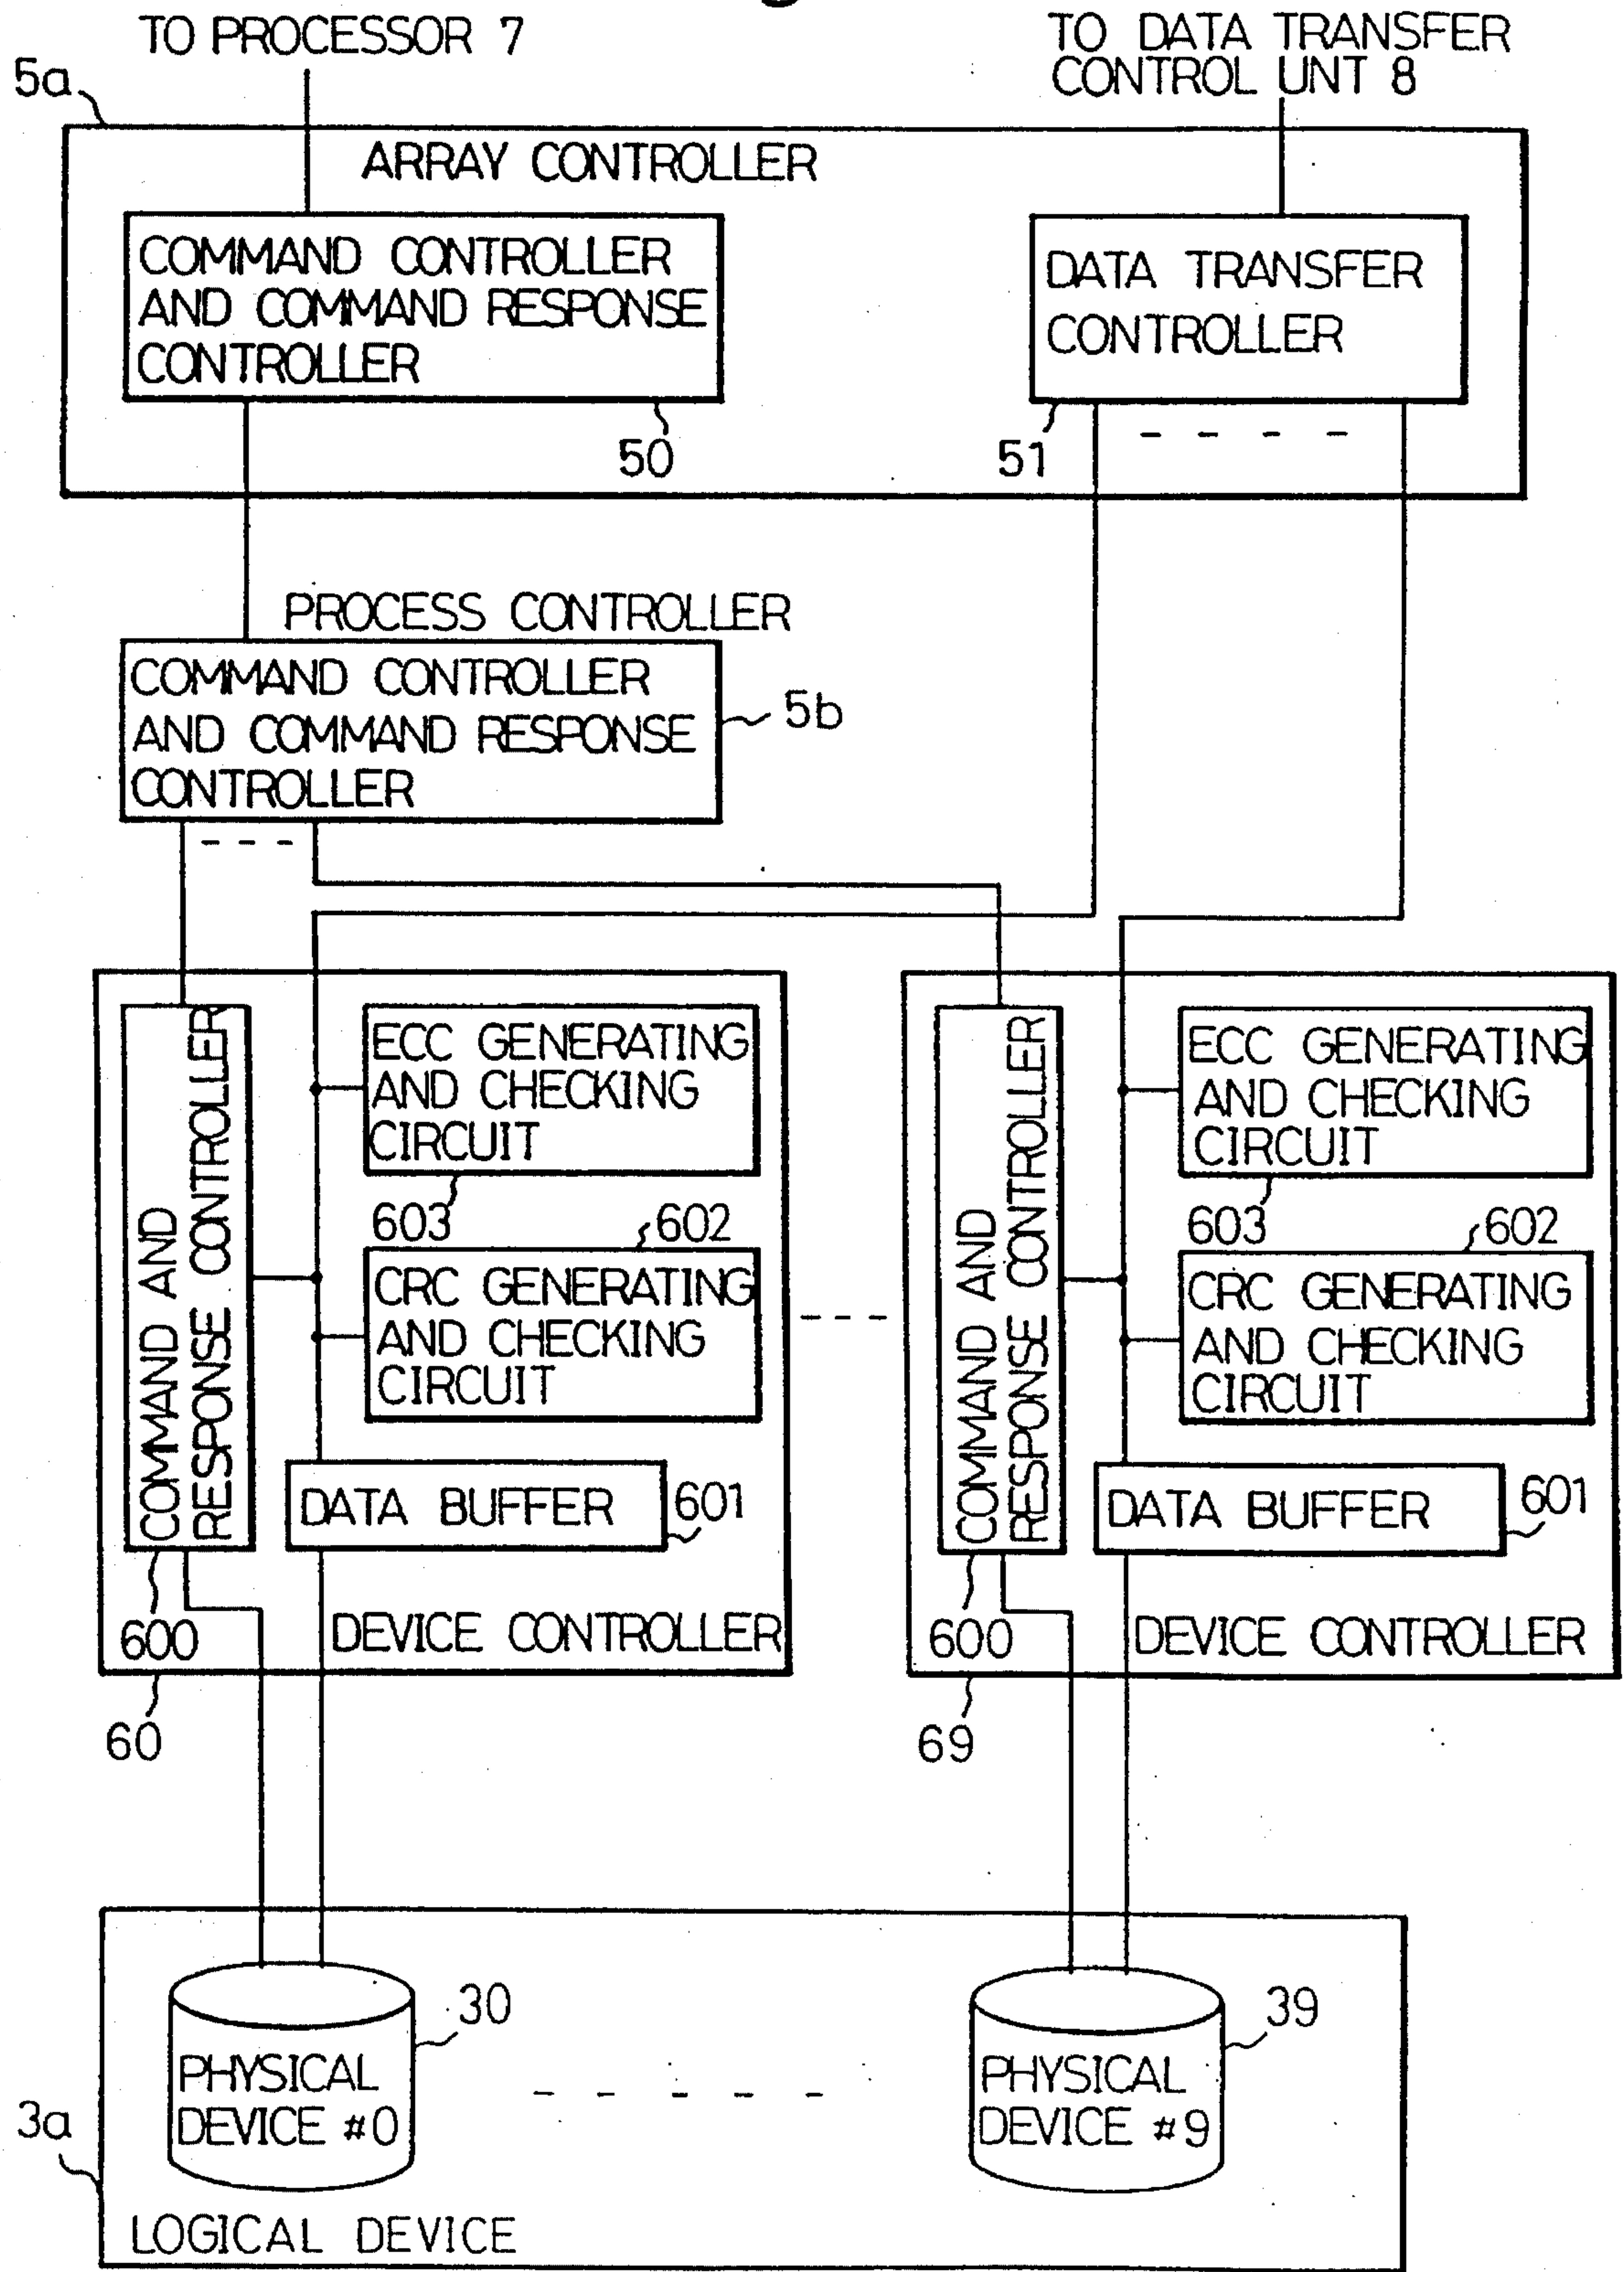 TO PROCESSOR 7
TO DATA TRANSFER
CONTROL UNT 8
5a
ARRAY CONTROLLER
COMMAND CONTROLLER
AND COMMAND RESPONSE
CONTROLLER
DATA TRANSFER
CONTROLLER
50
51
PROCESS CONTROLLER
COMMAND CONTROLLER
AND COMMAND RESPONSE
CONTROLLER
5b
COMMAND AND
RESPONSE CONTROLLER
ECC GENERATING
AND CHECKING
CIRCUIT
603
602
CRC GENERATING
AND CHECKING
CIRCUIT
DATA BUFFER
601
600
DEVICE CONTROLLER
60
COMMAND AND
RESPONSE CONTROLLER
ECC GENERATING
AND CHECKING
CIRCUIT
603
602
CRC GENERATING
AND CHECKING
CIRCUIT
DATA BUFFER
601
600
DEVICE CONTROLLER
69
30
PHYSICAL
DEVICE #0
39
PHYSICAL
DEVICE #9
3a
LOGICAL DEVICE